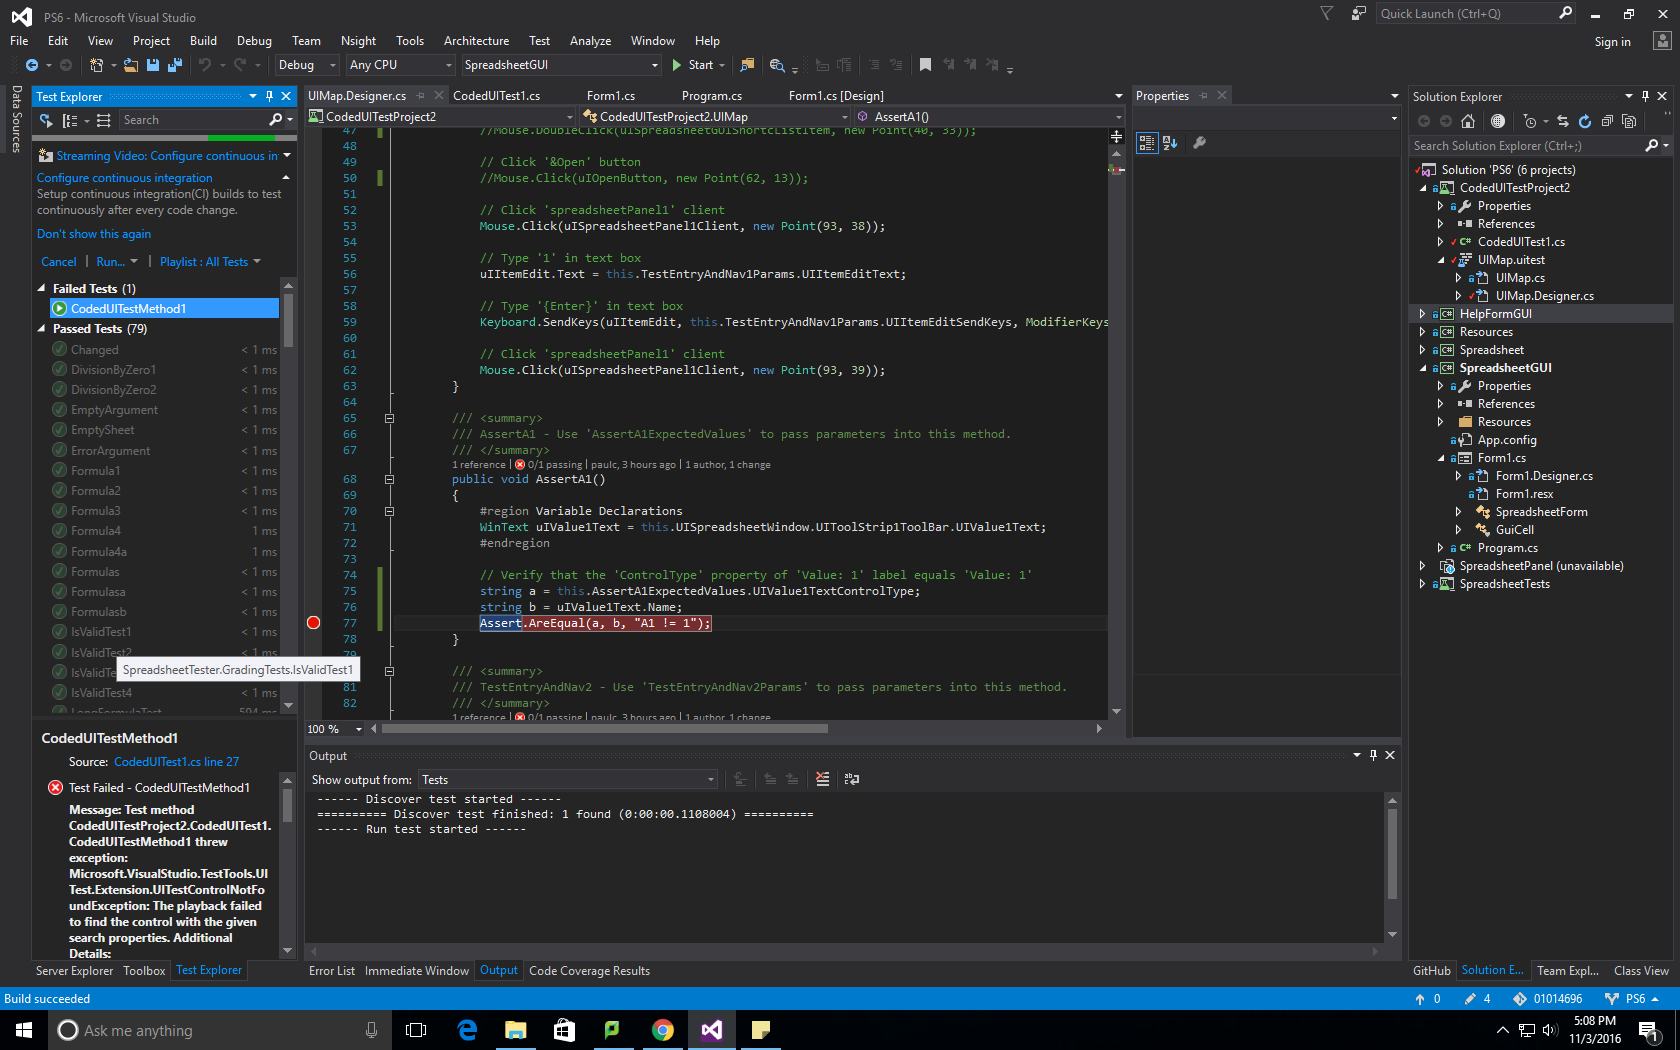 PS6 - Microsoft Visual Studio
Quick Launch (Ctrl+Q)
File Edit View Project Build Debug Team Nsight Tools Architecture Test Analyze Window Help
Sign in
Debug Any CPU SpreadsheetGUI Start
Data Sources
Test Explorer
Search
Streaming Video: Configure continuous in
Configure continuous integration
Setup continuous integration(CI) builds to test
continuously after every code change.
Don't show this again
Cancel | Run... | Playlist : All Tests
Failed Tests (1)
CodedUITestMethod1
Passed Tests (79)
Changed < 1 ms
DivisionByZero1 < 1 ms
DivisionByZero2 < 1 ms
EmptyArgument < 1 ms
EmptySheet < 1 ms
ErrorArgument < 1 ms
Formula1 < 1 ms
Formula2 < 1 ms
Formula3 < 1 ms
Formula4 1 ms
Formula4a 1 ms
Formulas < 1 ms
Formulasa < 1 ms
Formulasb < 1 ms
IsValidTest1 < 1 ms
IsValidTest2 < 1 ms
IsValidTe
SpreadsheetTester.GradingTests.IsValidTest1
IsValidTest4 < 1 ms
LongFormulaTest 594 ms
CodedUITestMethod1
Source: CodedUITest1.cs line 27
Test Failed - CodedUITestMethod1
Message: Test method
CodedUITestProject2.CodedUITest1.
CodedUITestMethod1 threw
exception:
Microsoft.VisualStudio.TestTools.UI
Test.Extension.UITestControlNotFo
undException: The playback failed
to find the control with the given
search properties. Additional
Details:
Server Explorer Toolbox Test Explorer
UIMap.Designer.cs CodedUITest1.cs Form1.cs Program.cs Form1.cs [Design]
CodedUITestProject2 CodedUITestProject2.UIMap AssertA1()
47 //Mouse.DoubleClick(uISpreadsheetGUIShortcListItem, new Point(40, 33));
48
49 // Click '&Open' button
50 //Mouse.Click(uIOpenButton, new Point(62, 13));
51
52 // Click 'spreadsheetPanel1' client
53 Mouse.Click(uISpreadsheetPanel1Client, new Point(93, 38));
54
55 // Type '1' in text box
56 uIItemEdit.Text = this.TestEntryAndNav1Params.UIItemEditText;
57
58 // Type '{Enter}' in text box
59 Keyboard.SendKeys(uIItemEdit, this.TestEntryAndNav1Params.UIItemEditSendKeys, ModifierKeys
60
61 // Click 'spreadsheetPanel1' client
62 Mouse.Click(uISpreadsheetPanel1Client, new Point(93, 39));
63 }
64
65 /// <summary>
66 /// AssertA1 - Use 'AssertA1ExpectedValues' to pass parameters into this method.
67 /// </summary>
1 reference | 0/1 passing | paulc, 3 hours ago | 1 author, 1 change
68 public void AssertA1()
69 {
70 #region Variable Declarations
71 WinText uIValue1Text = this.UISpreadsheetWindow.UIToolStrip1ToolBar.UIValue1Text;
72 #endregion
73
74 // Verify that the 'ControlType' property of 'Value: 1' label equals 'Value: 1'
75 string a = this.AssertA1ExpectedValues.UIValue1TextControlType;
76 string b = uIValue1Text.Name;
77 Assert.AreEqual(a, b, "A1 != 1");
78 }
79
/// <summary>
81 /// TestEntryAndNav2 - Use 'TestEntryAndNav2Params' to pass parameters into this method.
82 /// </summary>
1 reference | 0/1 passing | paulc, 3 hours ago | 1 author, 1 change
100 %
Output
Show output from: Tests
------ Discover test started ------
========== Discover test finished: 1 found (0:00:00.1108004) ==========
------ Run test started ------
Error List Immediate Window Output Code Coverage Results
Properties
Solution Explorer
Search Solution Explorer (Ctrl+;)
Solution 'PS6' (6 projects)
CodedUITestProject2
Properties
References
CodedUITest1.cs
UIMap.uitest
UIMap.cs
UIMap.Designer.cs
HelpFormGUI
Resources
Spreadsheet
SpreadsheetGUI
Properties
References
Resources
App.config
Form1.cs
Form1.Designer.cs
Form1.resx
SpreadsheetForm
GuiCell
Program.cs
SpreadsheetPanel (unavailable)
SpreadsheetTests
GitHub Solution E... Team Expl... Class View
Build succeeded
0 4 01014696 PS6
Ask me anything
5:08 PM
11/3/2016
1